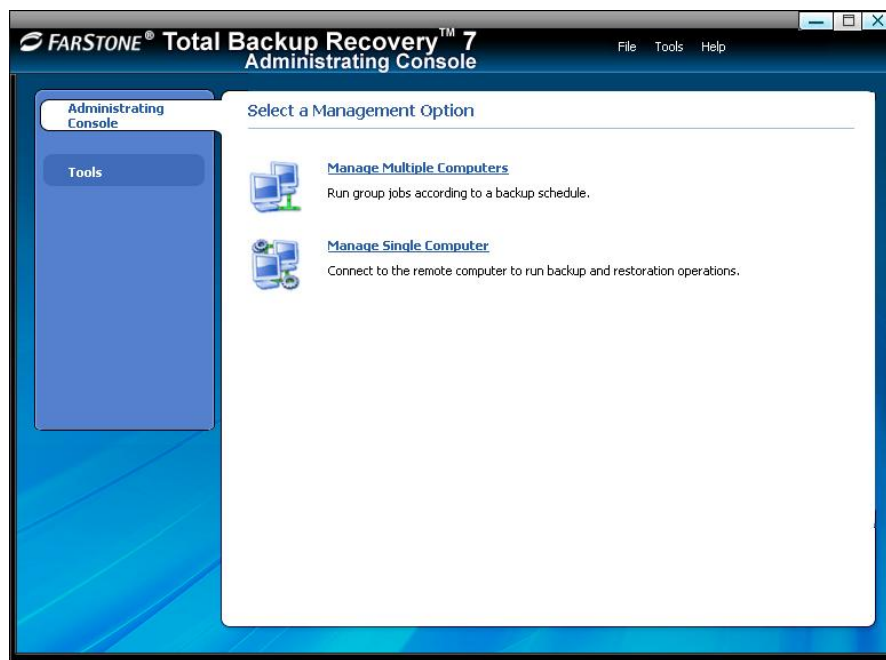 FARSTONE® Total Backup Recovery™ 7
Administrating Console
File Tools Help
Administrating
Console
Tools
Select a Management Option
Manage Multiple Computers
Run group jobs according to a backup schedule.
Manage Single Computer
Connect to the remote computer to run backup and restoration operations.